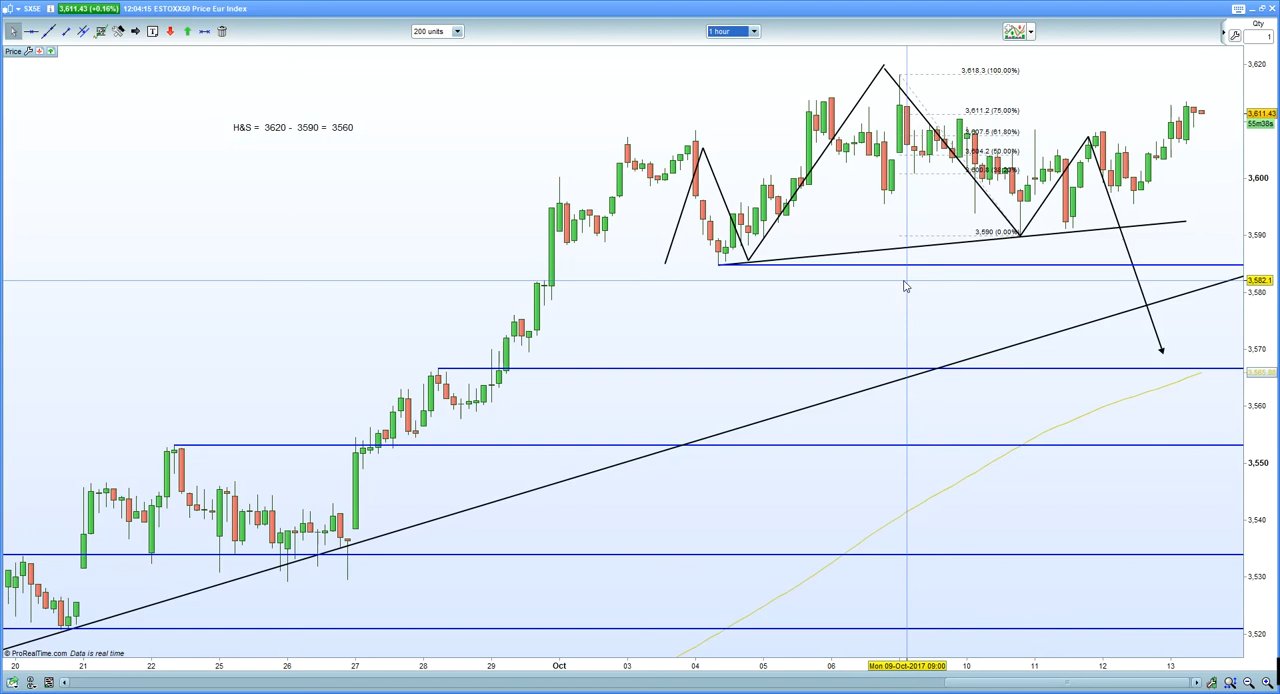 SX5E 3,611.43 (+0.16%) 12:04:15 ESTOXX50 Price Eur Index
200 units
1 hour
Qty
1
Price
H&S = 3620 - 3590 = 3560
3,618.3 (100.00%)
3,611.2 (75.00%)
3,607.5 (61.80%)
3,604.2 (50.00%)
3,590 (0.00%)
3,620
3,611.43
55m38s
3,600
3,590
3,582.1
3,580
3,570
3,560
3,550
3,540
3,530
3,520
© ProRealTime.com Data is real time
20 21 22 25 26 27 28 29 Oct 03 04 05 06 Mon 09-Oct-2017 09:00 10 11 12 13